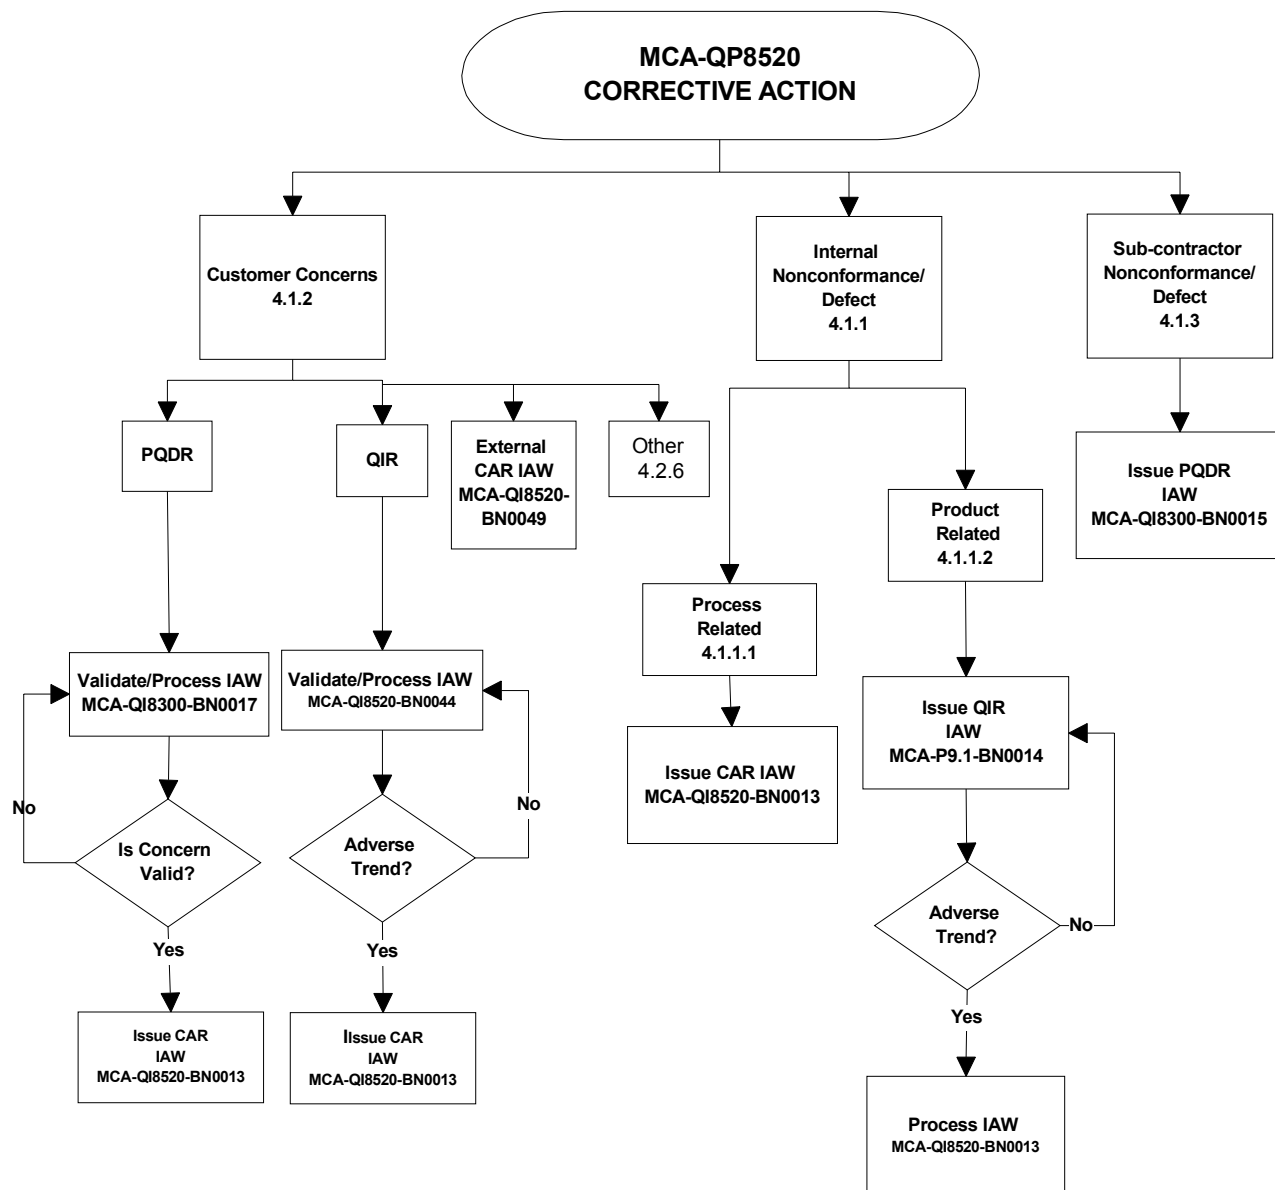 MCA-QP8520
CORRECTIVE ACTION
Customer Concerns
4.1.2
Internal
Nonconformance/
Defect
4.1.1
Sub-contractor
Nonconformance/
Defect
4.1.3
PQDR
QIR
External
CAR IAW
MCA-QI8520-
BN0049
Other
4.2.6
Issue PQDR
IAW
MCA-QI8300-BN0015
Product
Related
4.1.1.2
Process
Related
4.1.1.1
Validate/Process IAW
MCA-QI8300-BN0017
Validate/Process IAW
MCA-QI8520-BN0044
Issue QIR
IAW
MCA-P9.1-BN0014
Issue CAR IAW
MCA-QI8520-BN0013
No
Is Concern
Valid?
Yes
Adverse
Trend?
No
Yes
Adverse
Trend?
No
Yes
Issue CAR
IAW
MCA-QI8520-BN0013
IIssue CAR
IAW
MCA-QI8520-BN0013
Process IAW
MCA-QI8520-BN0013